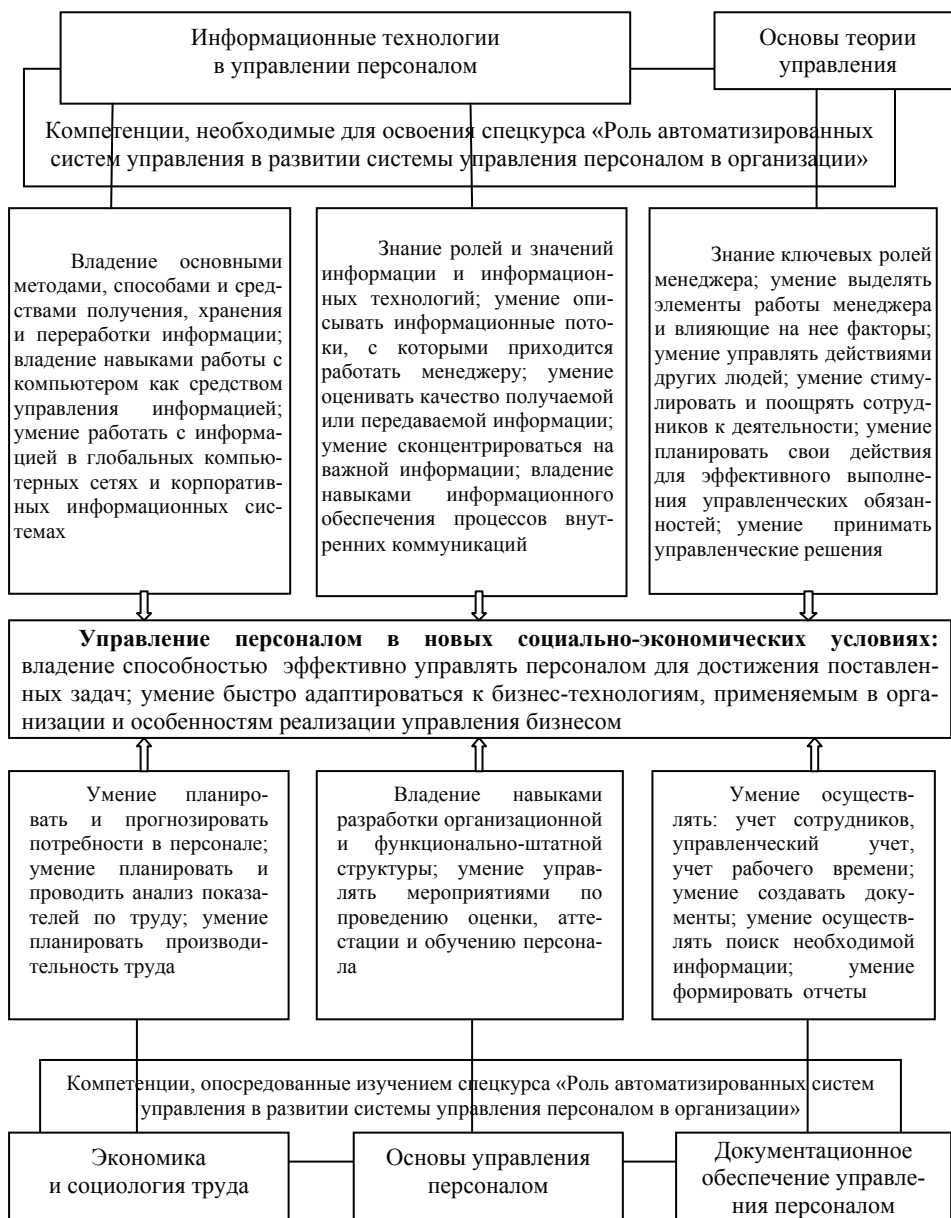 Информационные технологии
в управлении персоналом
Основы теории
управления
Компетенции, необходимые для освоения спецкурса «Роль автоматизированных
систем управления в развитии системы управления персоналом в организации»
Владение основными
методами, способами и сред-
ствами получения, хранения
и переработки информации;
владение навыками работы с
компьютером как средством
управления информацией;
умение работать с информа-
цией в глобальных компью-
терных сетях и корпоратив-
ных информационных сис-
темах
Знание ролей и значений
информации и информацион-
ных технологий; умение опи-
сывать информационные пото-
ки, с которыми приходится
работать менеджеру; умение
оценивать качество получаемой
или передаваемой информации;
умение сконцентрироваться на
важной информации; владение
навыками информационного
обеспечения процессов внут-
ренних коммуникаций
Знание ключевых ролей
менеджера; умение выделять
элементы работы менеджера
и влияющие на нее факторы;
умение управлять действиями
других людей; умение стиму-
лировать и поощрять сотруд-
ников к деятельности; умение
планировать свои действия
для эффективного выполне-
ния управленческих обязан-
ностей; умение принимать
управленческие решения
Управление персоналом в новых социально-экономических условиях:
владение способностью эффективно управлять персоналом для достижения поставлен-
ных задач; умение быстро адаптироваться к бизнес-технологиям, применяемым в орга-
низации и особенностям реализации управления бизнесом
Умение планиро-
вать и прогнозировать
потребности в персонале;
умение планировать и
проводить анализ показа-
телей по труду; умение
планировать производи-
тельность труда
Владение навыками
разработки организационной
и функционально-штатной
структуры; умение управ-
лять мероприятиями по
проведению оценки, атте-
стации и обучению персона-
ла
Умение осуществ-
лять: учет сотрудников,
управленческий учет,
учет рабочего времени;
умение создавать доку-
менты; умение осуществ-
лять поиск необходимой
информации; умение
формировать отчеты
Компетенции, опосредованные изучением спецкурса «Роль автоматизированных систем
управления в развитии системы управления персоналом в организации»
Экономика
и социология труда
Основы управления
персоналом
Документационное
обеспечение управле-
ния персоналом